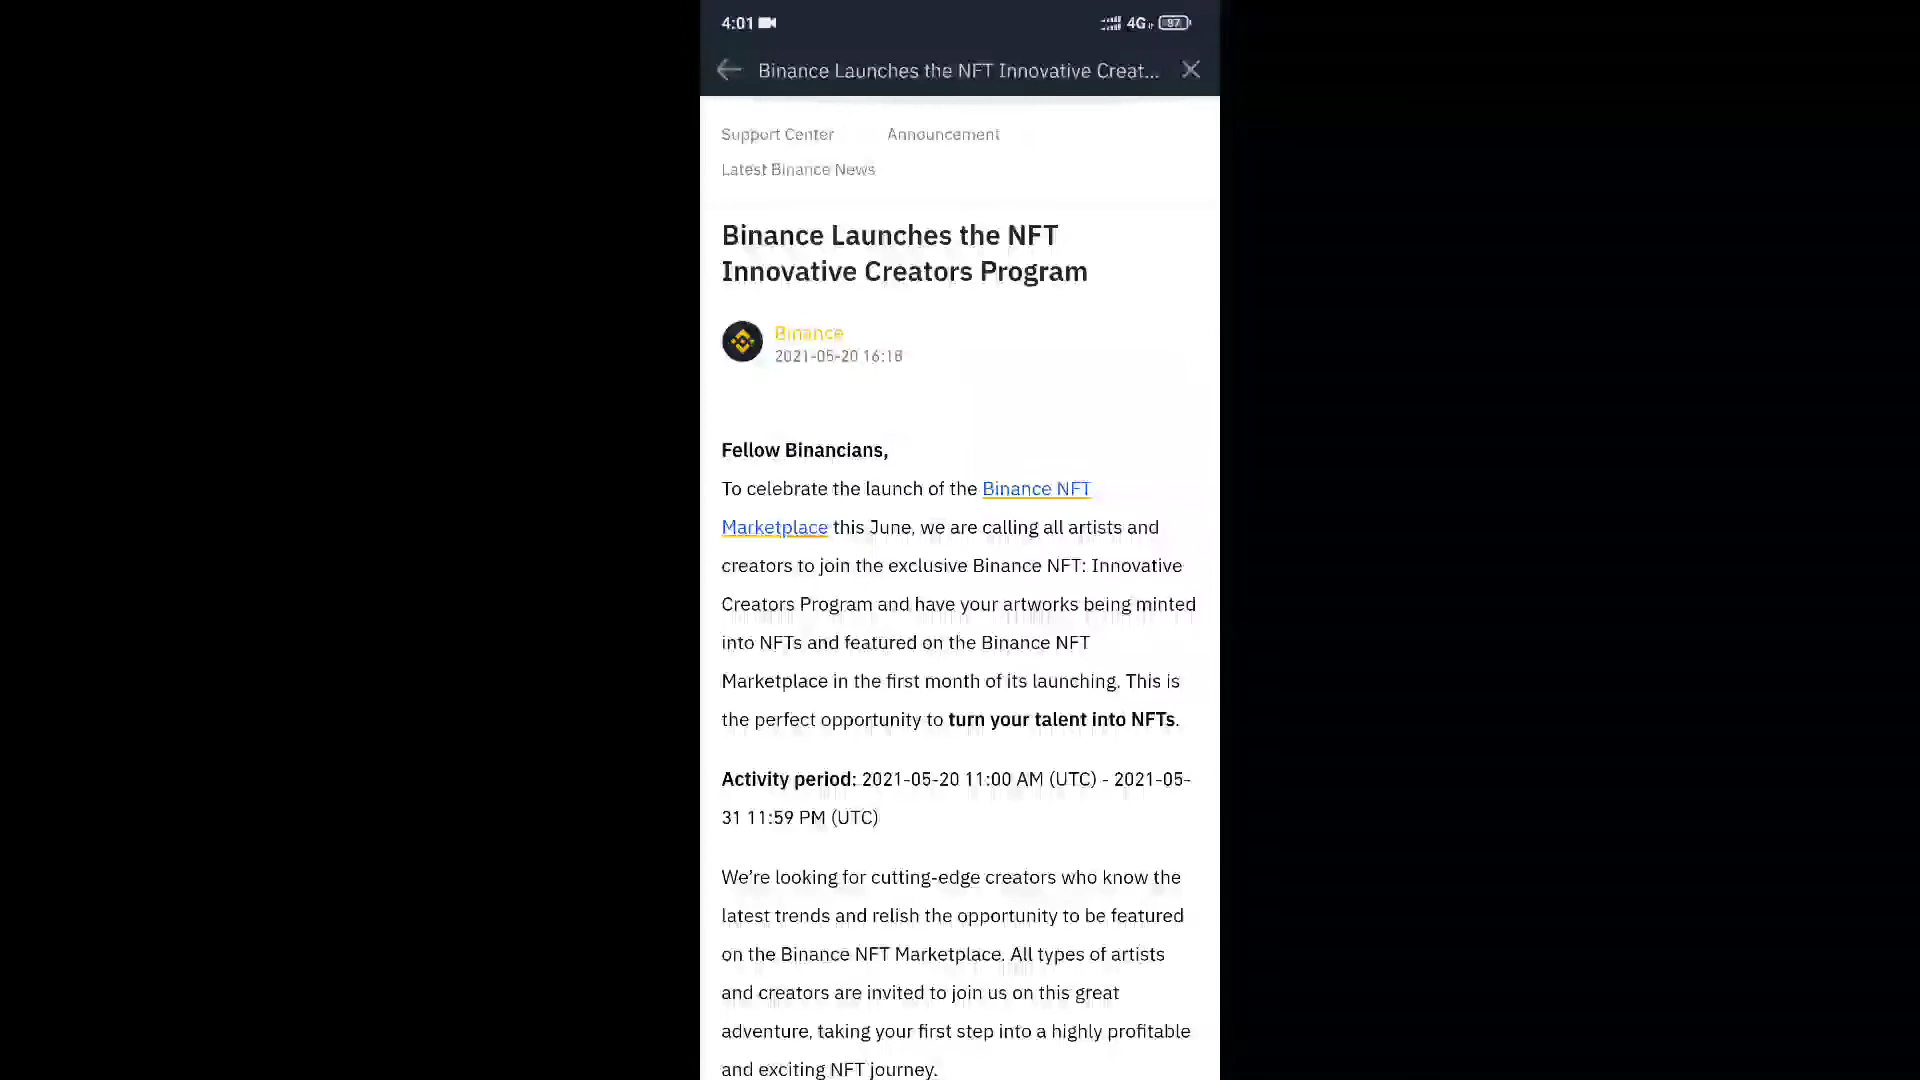 4:01 4G 97
Binance Launches the NFT Innovative Creat...
Support Center Announcement
Latest Binance News
Binance Launches the NFT
Innovative Creators Program
Binance
2021-05-20 16:18
Fellow Binancians,
To celebrate the launch of the Binance NFT
Marketplace this June, we are calling all artists and
creators to join the exclusive Binance NFT: Innovative
Creators Program and have your artworks being minted
into NFTs and featured on the Binance NFT
Marketplace in the first month of its launching. This is
the perfect opportunity to turn your talent into NFTs.
Activity period: 2021-05-20 11:00 AM (UTC) - 2021-05-
31 11:59 PM (UTC)
We’re looking for cutting-edge creators who know the
latest trends and relish the opportunity to be featured
on the Binance NFT Marketplace. All types of artists
and creators are invited to join us on this great
adventure, taking your first step into a highly profitable
and exciting NFT journey.